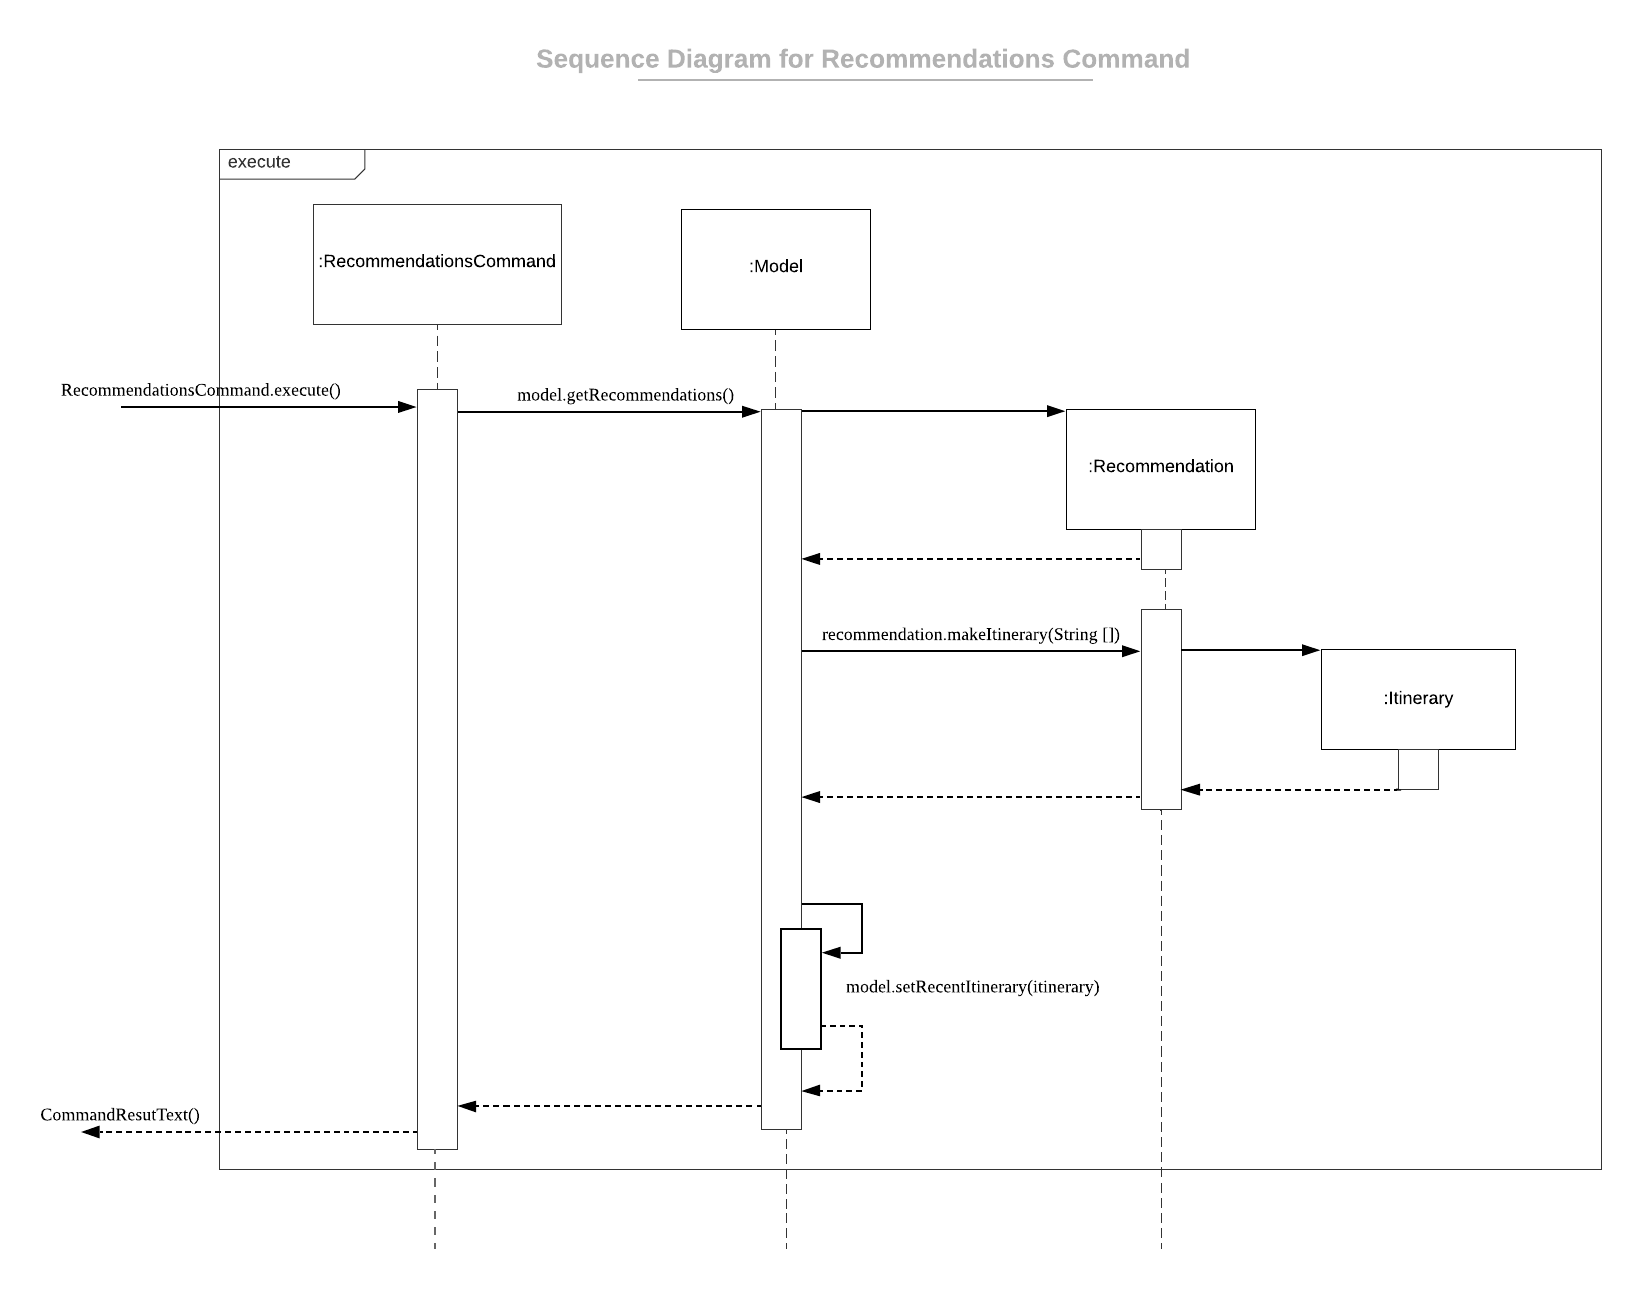 Sequence Diagram for Recommendations Command
execute
:RecommendationsCommand
:Model
RecommendationsCommand.execute()
model.getRecommendations()
:Recommendation
recommendation.makeItinerary(String [])
:Itinerary
model.setRecentItinerary(itinerary)
CommandResutText()